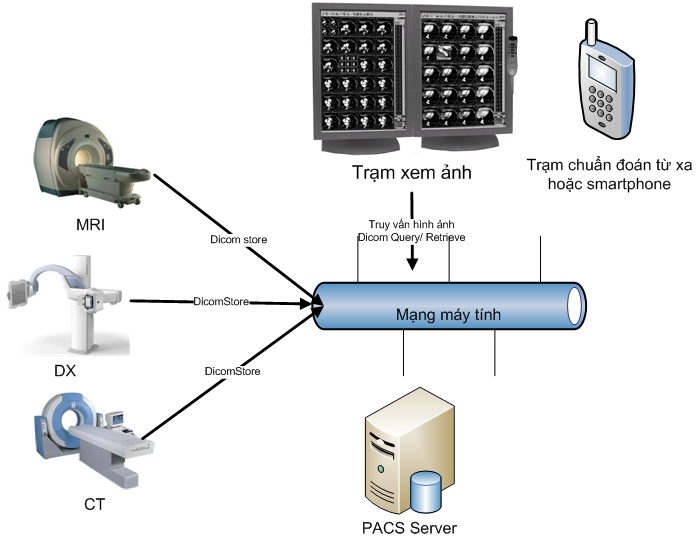 Trạm xem ảnh
Trạm chuẩn đoán từ xa
hoặc smartphone
MRI
Truy vấn hình ảnh
Dicom Query/ Retrieve
Dicom store
DicomStore
Mạng máy tính
DX
DicomStore
CT
PACS Server